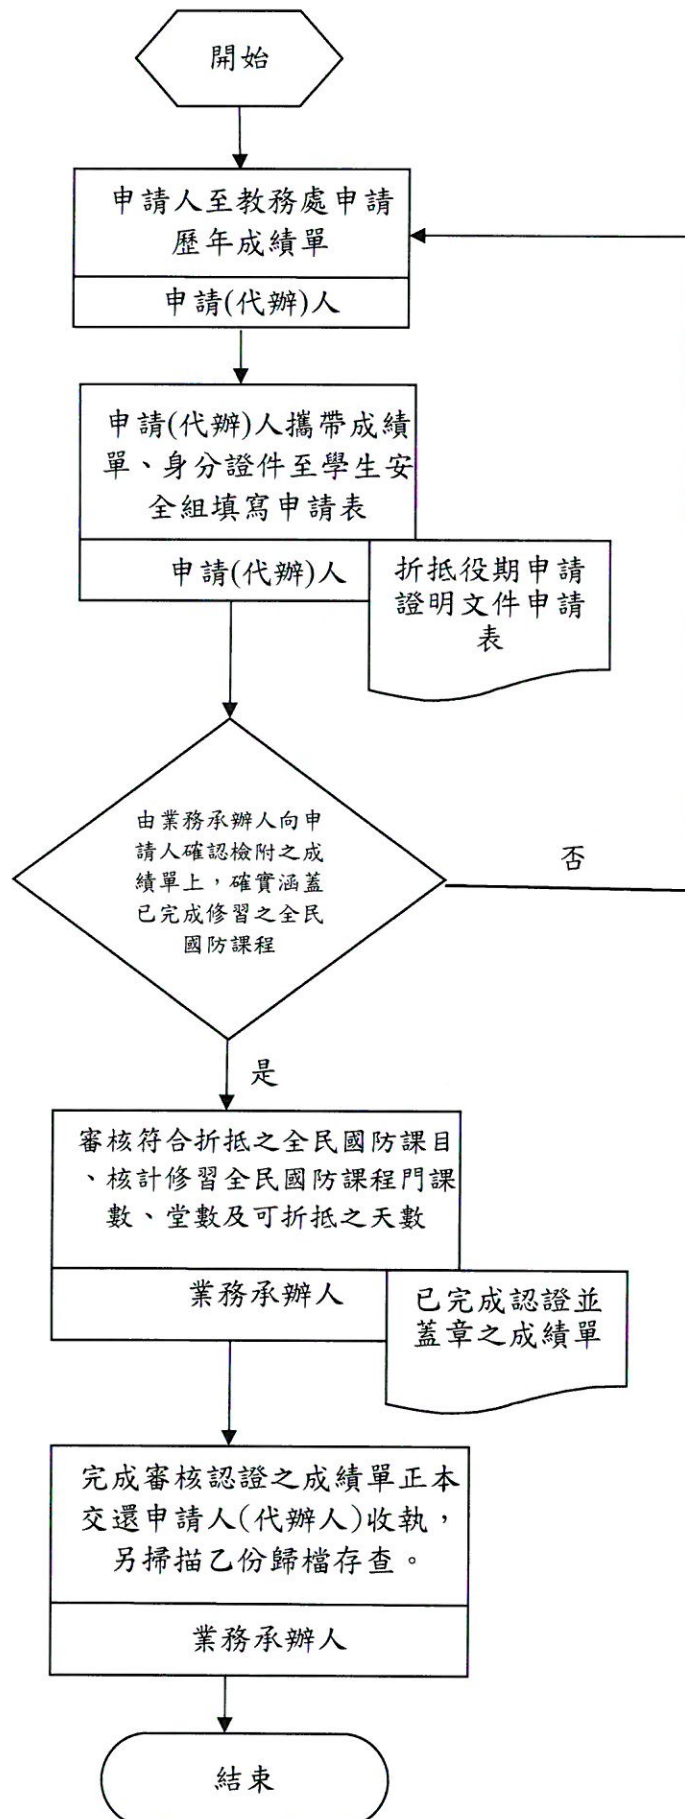 開始
申請人至教務處申請
歷年成績單
申請(代辦)人
申請(代辦)人攜帶成績
單、身分證件至學生安
全組填寫申請表
申請(代辦)人
折抵役期申請
證明文件申請
表
由業務承辦人向申
請人確認檢附之成
績單上,確實涵蓋
已完成修習之全民
國防課程
否
是
審核符合折抵之全民國防課目
、核計修習全民國防課程門課
數、堂數及可折抵之天數
業務承辦人
已完成認證並
蓋章之成績單
完成審核認證之成績單正本
交還申請人(代辦人)收執,
另掃描乙份歸檔存查。
業務承辦人
結束